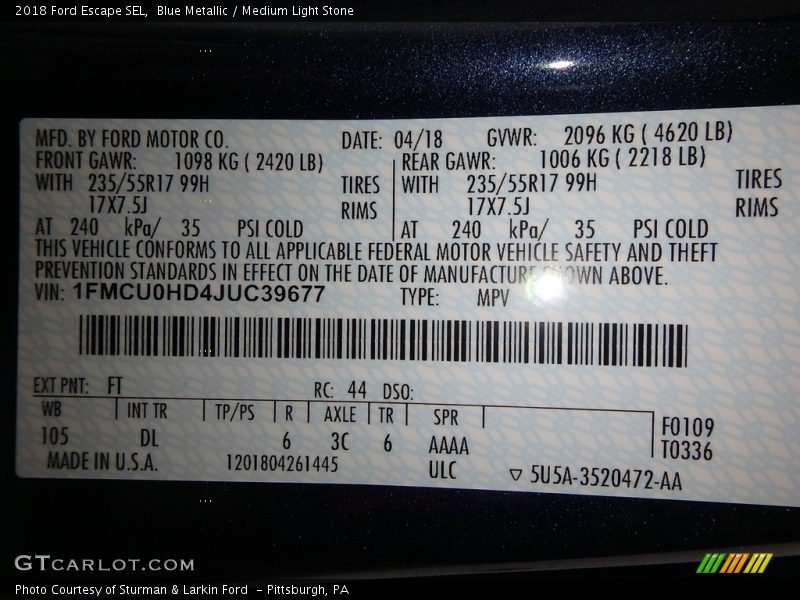 2018 Ford Escape SEL,  Blue Metallic / Medium Light Stone
MFD. BY FORD MOTOR CO. DATE: 04/18 GVWR: 2096 KG ( 4620 LB)
FRONT GAWR: 1098 KG ( 2420 LB) REAR GAWR: 1006 KG ( 2218 LB)
WITH 235/55R17 99H TIRES WITH 235/55R17 99H TIRES
17X7.5J RIMS 17X7.5J RIMS
AT 240 kPa/ 35 PSI COLD AT 240 kPa/ 35 PSI COLD
THIS VEHICLE CONFORMS TO ALL APPLICABLE FEDERAL MOTOR VEHICLE SAFETY AND THEFT
PREVENTION STANDARDS IN EFFECT ON THE DATE OF MANUFACTURE OWN ABOVE.
VIN: 1FMCU0HD4JUC39677 TYPE: MPV
EXT PNT: FT RC: 44 DSO:
WB INT TR TP/PS R AXLE TR SPR F0109
105 DL 6 3C 6 AAAA T0336
MADE IN U.S.A. 1201804261445 ULC ▽ 5U5A-3520472-AA
GTCARLOT.COM
Photo Courtesy of Sturman & Larkin Ford  - Pittsburgh, PA